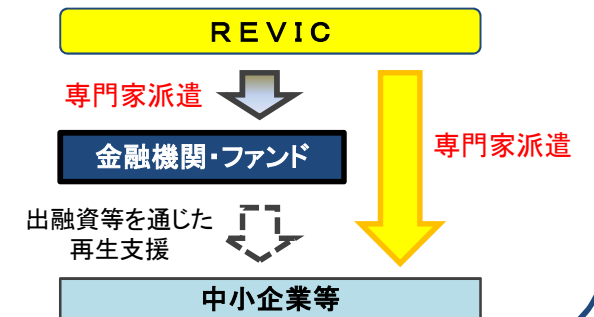 REVIC
専門家派遣
専門家派遣
金融機関・ファンド
出融資等を通じた
再生支援
中小企業等